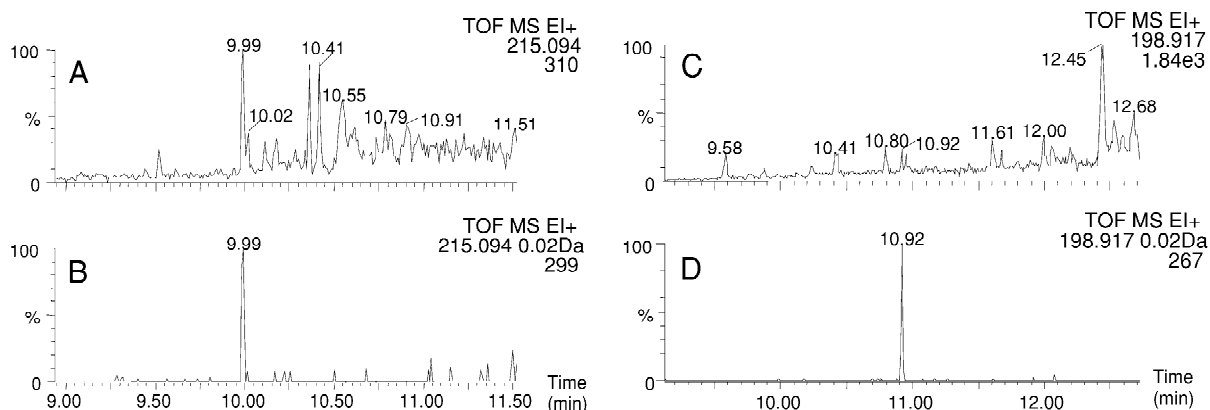 TOF MS EI+
215.094
310
100
%
0
A
9.99
10.02
10.41
10.55
10.79
10.91
11.51
TOF MS EI+
215.094 0.02Da
299
100
%
0
B
9.99
9.00 9.50 10.00 10.50 11.00 11.50
Time
(min)
TOF MS EI+
198.917
1.84e3
100
%
0
C
9.58
10.41
10.80
10.92
11.61
12.00
12.45
12.68
TOF MS EI+
198.917 0.02Da
267
100
%
0
D
10.92
10.00 11.00 12.00
Time
(min)